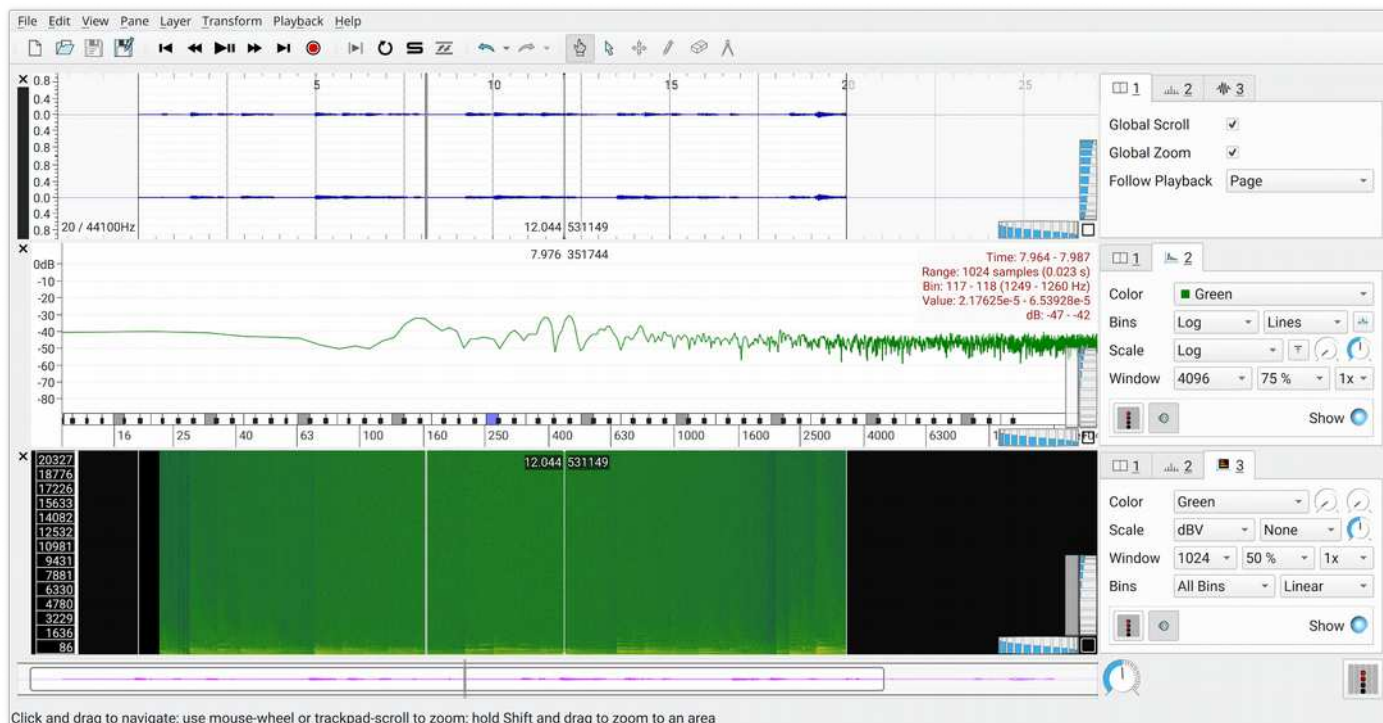 File Edit View Pane Layer Transform Playback Help
0.8 5 10 15 20 25
0.4
0.0
0.4
0.8
0.8
0.4
0.0
0.4
0.8
20 / 44100Hz 12.044 531149
1 2 3
Global Scroll
Global Zoom
Follow Playback Page
7.976 351744
0dB
-10
-20
-30
-40
-50
-60
-70
-80
Time: 7.964 - 7.987
Range: 1024 samples (0.023 s)
Bin: 117 - 118 (1249 - 1260 Hz)
Value: 2.17625e-5 - 6.53928e-5
dB: -47 - -42
16 25 40 63 100 160 250 400 630 1000 1600 2500 4000 6300
1 2
Color Green
Bins Log Lines
Scale Log
Window 4096 75 % 1x
Show
12.044 531149
20327
18776
17226
15633
14082
12532
10981
9431
7881
6330
4780
3229
1636
86
1 2 3
Color Green
Scale dBV None
Window 1024 50 % 1x
Bins All Bins Linear
Show
Click and drag to navigate; use mouse-wheel or trackpad-scroll to zoom; hold Shift and drag to zoom to an area